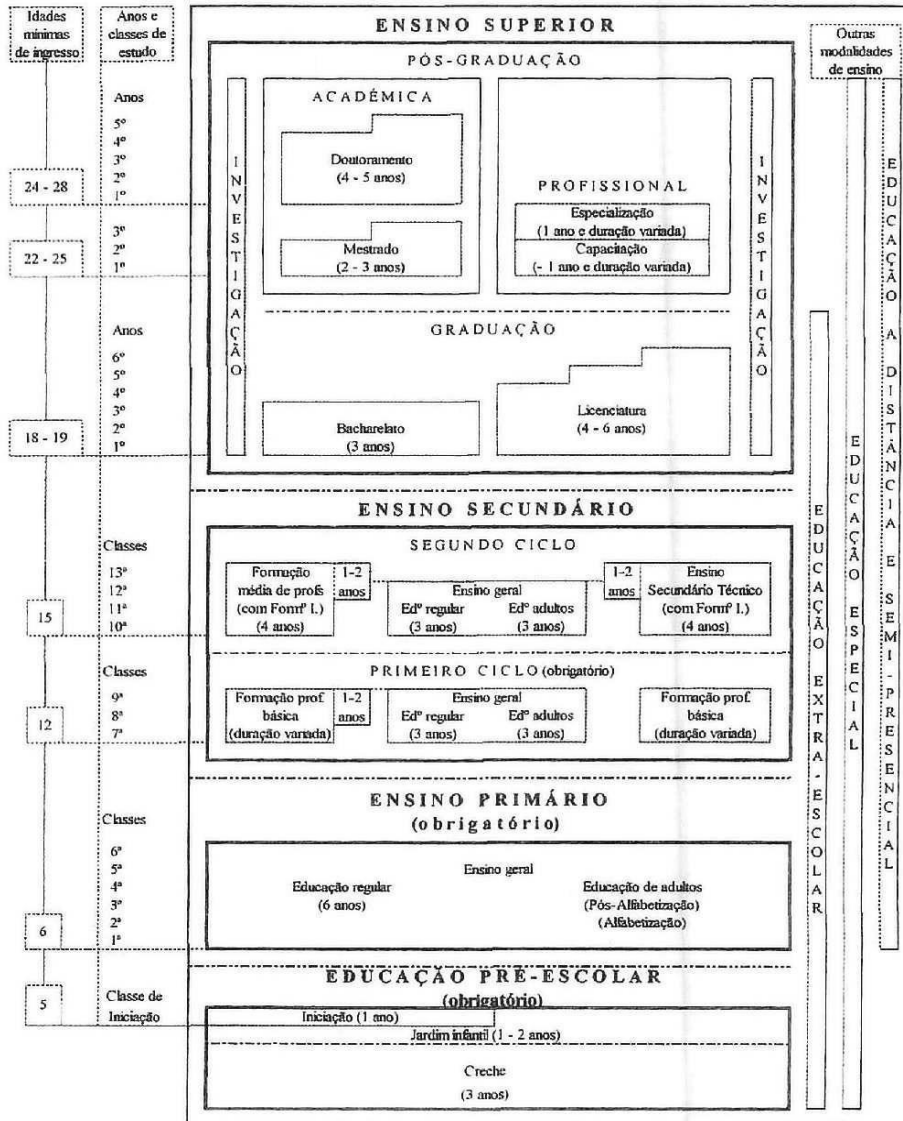 Idades
mínimas
de ingresso
Anos e
classes de
estudo
ENSINO SUPERIOR
Outras
modalidades
de ensino
PÓS-GRADUAÇÃO
ACADÉMICA
Anos
5º
4º
3º
2º
1º
24 - 28
Doutoramento
(4 - 5 anos)
INVESTIGAÇÃO
PROFISSIONAL
Especialização
(1 ano e duração variada)
Capacitação
(- 1 ano e duração variada)
INVESTIGAÇÃO
3º
2º
1º
22 - 25
Mestrado
(2 - 3 anos)
GRADUAÇÃO
Anos
6º
5º
4º
3º
2º
1º
18 - 19
Bacharelato
(3 anos)
Licenciatura
(4 - 6 anos)
ENSINO SECUNDÁRIO
SEGUNDO CICLO
Classes
13ª
12ª
11ª
10ª
15
Formação
média de profs
(com Formº I.)
(4 anos)
1-2
anos
Ensino geral
Edº regular
(3 anos)
Edº adultos
(3 anos)
1-2
anos
Ensino
Secundário Técnico
(com Formº I.)
(4 anos)
PRIMEIRO CICLO (obrigatório)
Classes
9ª
8ª
7ª
12
Formação prof.
básica
(duração variada)
1-2
anos
Ensino geral
Edº regular
(3 anos)
Edº adultos
(3 anos)
Formação prof.
básica
(duração variada)
ENSINO PRIMÁRIO
(obrigatório)
Classes
6ª
5ª
4ª
3ª
2ª
1ª
6
Ensino geral
Educação regular
(6 anos)
Educação de adultos
(Pós-Alfabetização)
(Alfabetização)
EDUCAÇÃO PRÉ-ESCOLAR
(obrigatório)
5
Classe de
Iniciação
Iniciação (1 ano)
Jardim infantil (1 - 2 anos)
Creche
(3 anos)
EDUCAÇÃO EXTRA-ESCOLAR
EDUCAÇÃO ESPECIAL
EDUCAÇÃO A DISTÂNCIA E SEMI-PRESENCIAL